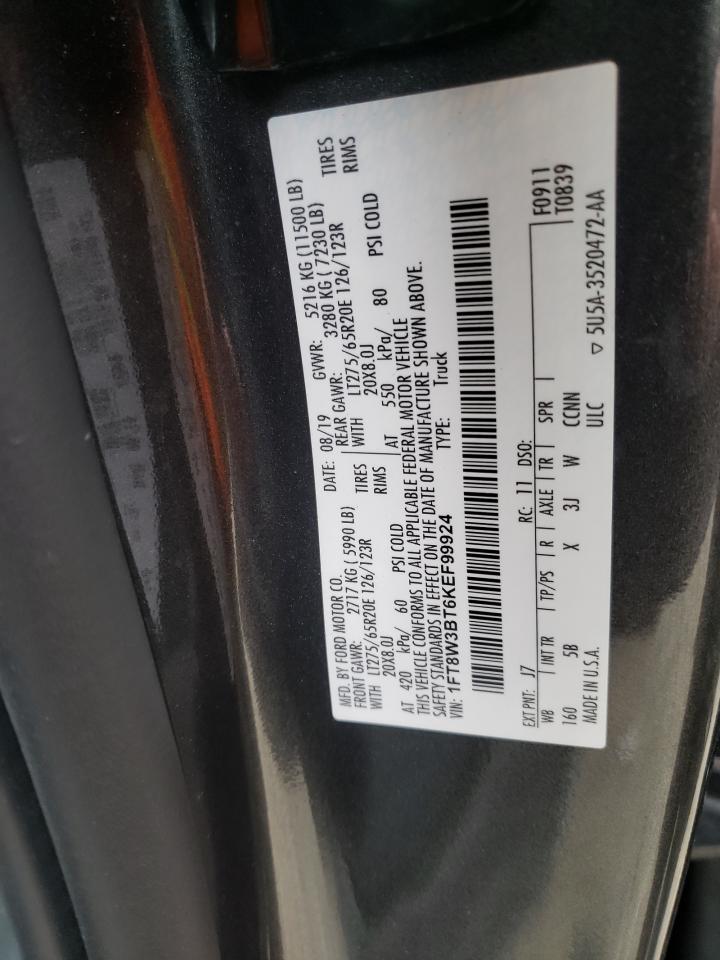 MFD. BY FORD MOTOR CO. DATE: 08/19 GVWR: 5216 KG (11500 LB)
FRONT GAWR: 2717 KG ( 5990 LB) REAR GAWR: 3280 KG ( 7230 LB)
WITH LT275/65R20E 126/123R TIRES WITH LT275/65R20E 126/123R TIRES
20X8.0J RIMS 20X8.0J RIMS
AT 420 kPa/ 60 PSI COLD AT 550 kPa/ 80 PSI COLD
THIS VEHICLE CONFORMS TO ALL APPLICABLE FEDERAL MOTOR VEHICLE
SAFETY STANDARDS IN EFFECT ON THE DATE OF MANUFACTURE SHOWN ABOVE.
VIN: 1FT8W3BT6KEF99924 TYPE: Truck
EXT PNT: J7 RC: 11 DSO: F0911
WB INT TR TP/PS R AXLE TR SPR T0839
160 5B X 3J W CCNN
MADE IN U.S.A. ULC ▽ 5U5A-3520472-AA